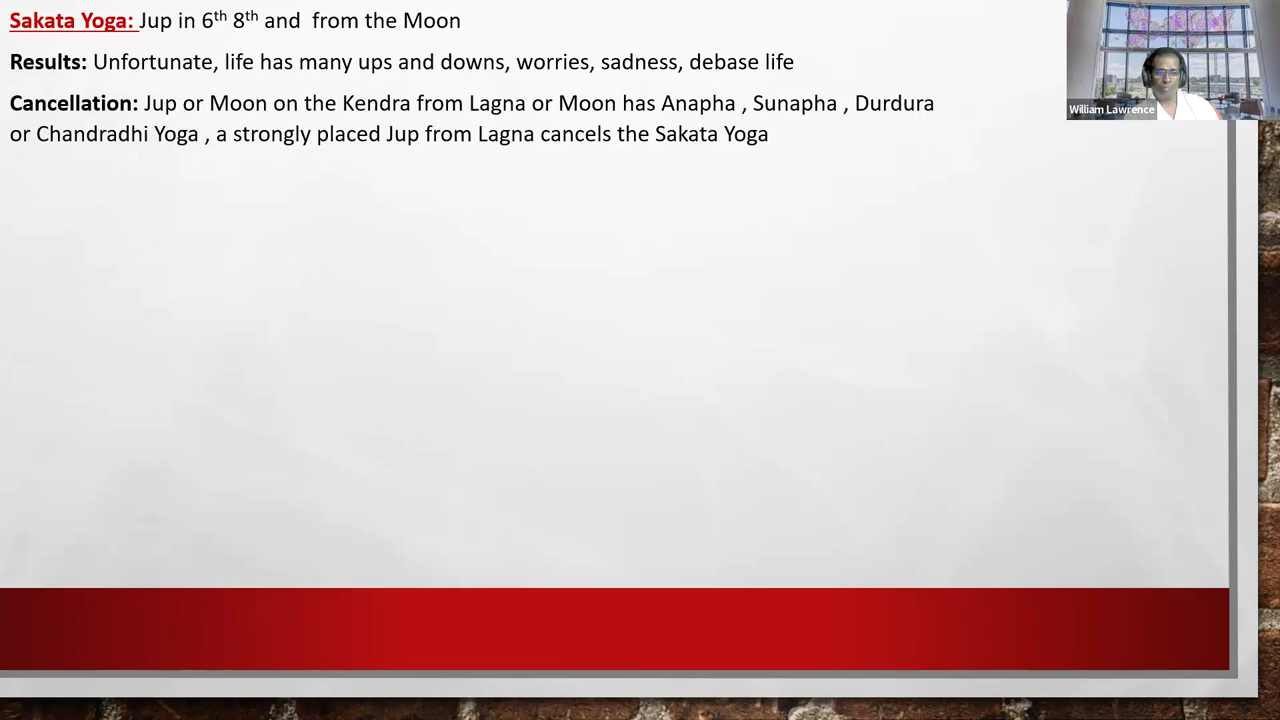 Sakata Yoga: Jup in 6th 8th and  from the Moon
Results: Unfortunate, life has many ups and downs, worries, sadness, debase life
Cancellation: Jup or Moon on the Kendra from Lagna or Moon has Anapha , Sunapha , Durdura
or Chandradhi Yoga , a strongly placed Jup from Lagna cancels the Sakata Yoga
William Lawrence